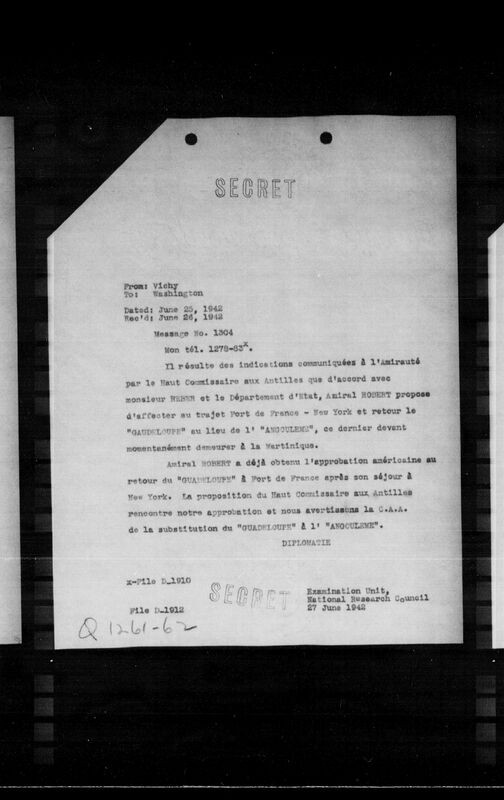 SECRET
From: Vichy
To: Washington
Dated: June 25, 1942
Rec'd: June 26, 1942
Message No. 1304
Mon tél. 1278-83x.
Il résulte des indications communiquées à l'Amirauté
par le Haut Commissaire aux Antilles que d'accord avec
monsieur REBER et le Département d'Etat, Amiral ROBERT propose
d'affecter au trajet Fort de France - New York et retour le
"GAUDELOUPE" au lieu de l' "ANGOULEME", ce dernier devant
momentanément demeurer à la Martinique.
Amiral ROBERT a déjà obtenu l'approbation américaine au
retour du "GUADELOUPE" à Fort de France après son séjour à
New York. La proposition du Haut Commissaire aux Antilles
rencontre notre approbation et nous avertissons la C.A.A.
de la substitution du "GUADELOUPE" à l' "ANGOULEME".
DIPLOMATIE
x-File D_1910
SECRET
Examination Unit,
National Research Council
27 June 1942
File D_1912
Q 1261-62